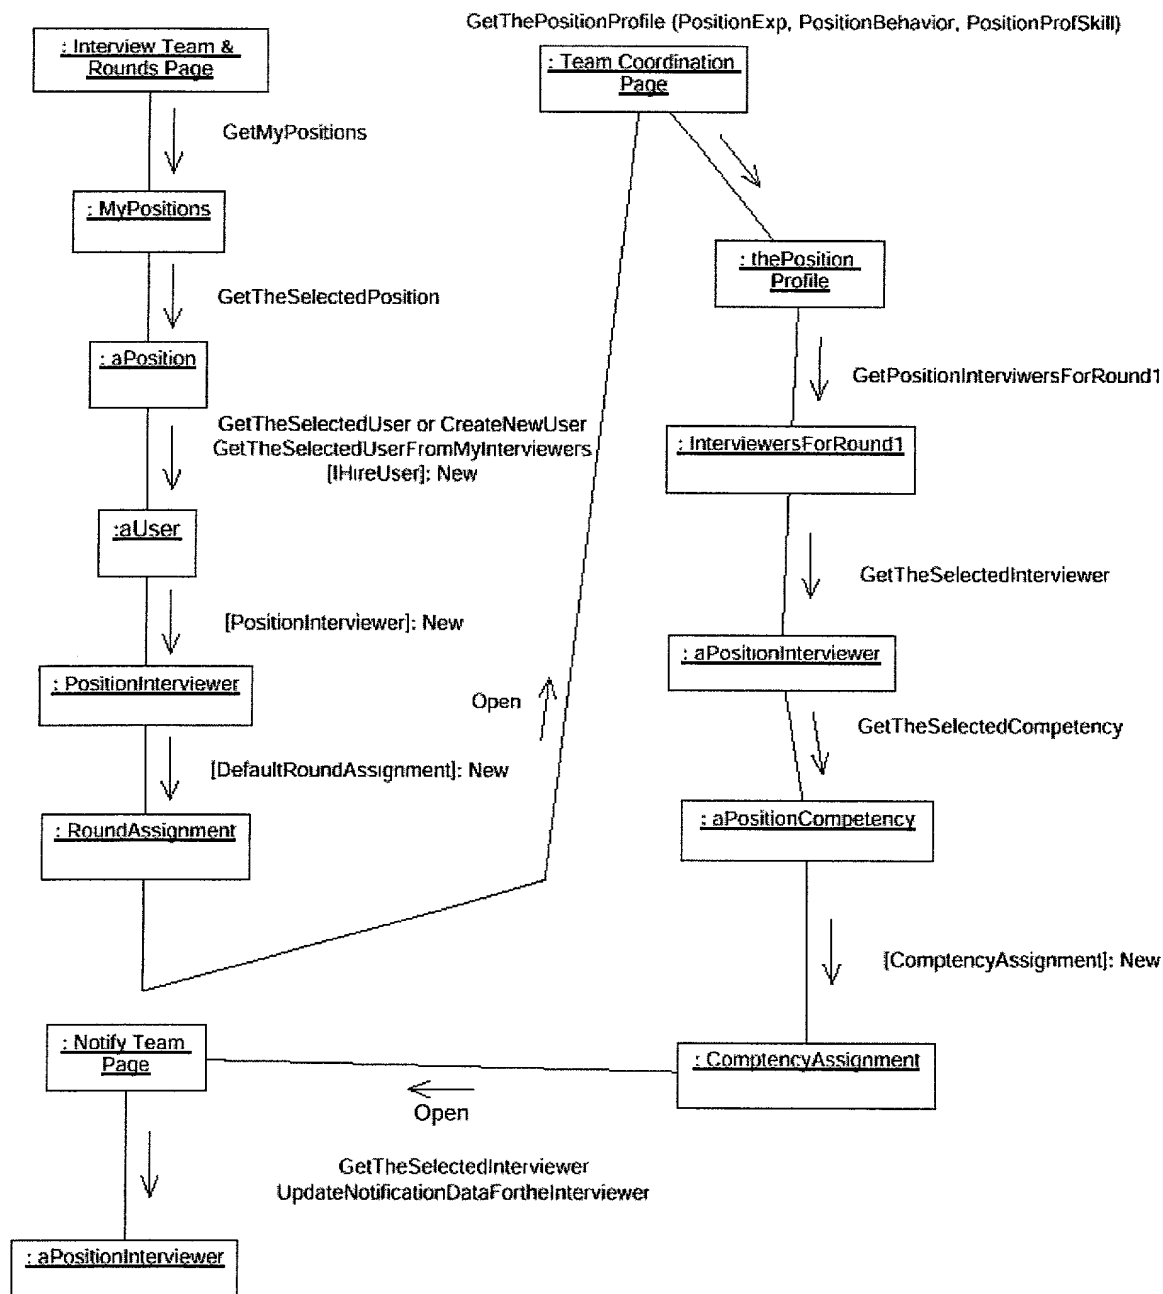 GetThePositionProfile (PositionExp, PositionBehavior, PositionProfSkill)
: Interview Team &
Rounds Page
: Team Coordination
Page
GetMyPositions
: MyPositions
: thePosition
Profile
GetTheSelectedPosition
: aPosition
GetPositionInterviwersForRound1
GetTheSelectedUser or CreateNewUser
GetTheSelectedUserFromMyInterviewers
[IHireUser]: New
: InterviewersForRound1
:aUser
GetTheSelectedInterviewer
[PositionInterviewer]: New
: PositionInterviewer
: aPositionInterviewer
Open
GetTheSelectedCompetency
[DefaultRoundAssignment]: New
: RoundAssignment
: aPositionCompetency
[ComptencyAssignment]: New
: Notify Team
Page
: ComptencyAssignment
Open
GetTheSelectedInterviewer
UpdateNotificationDataFortheInterviewer
: aPositionInterviewer